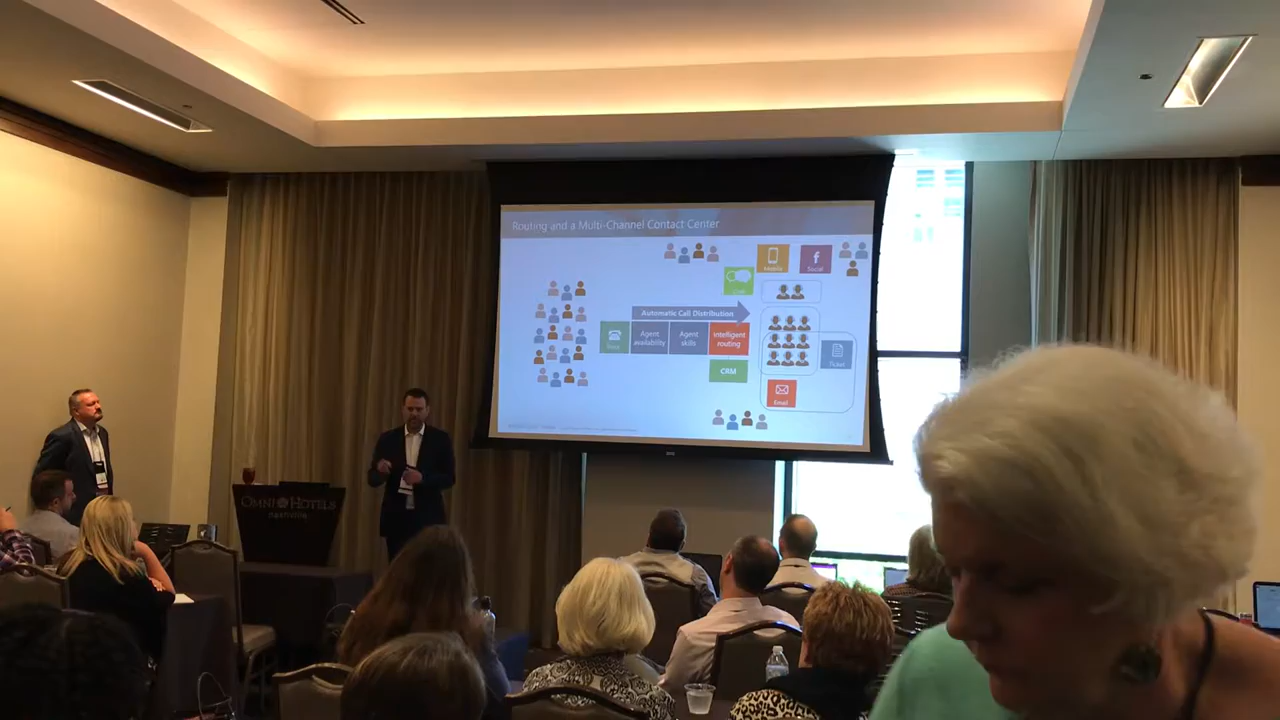 Routing and a Multi-Channel Contact Center
Mobile
Social
Automatic Call Distribution
Agent
availability
Agent
skills
Intelligent
routing
CRM
Ticket
Email
OMNI HOTELS